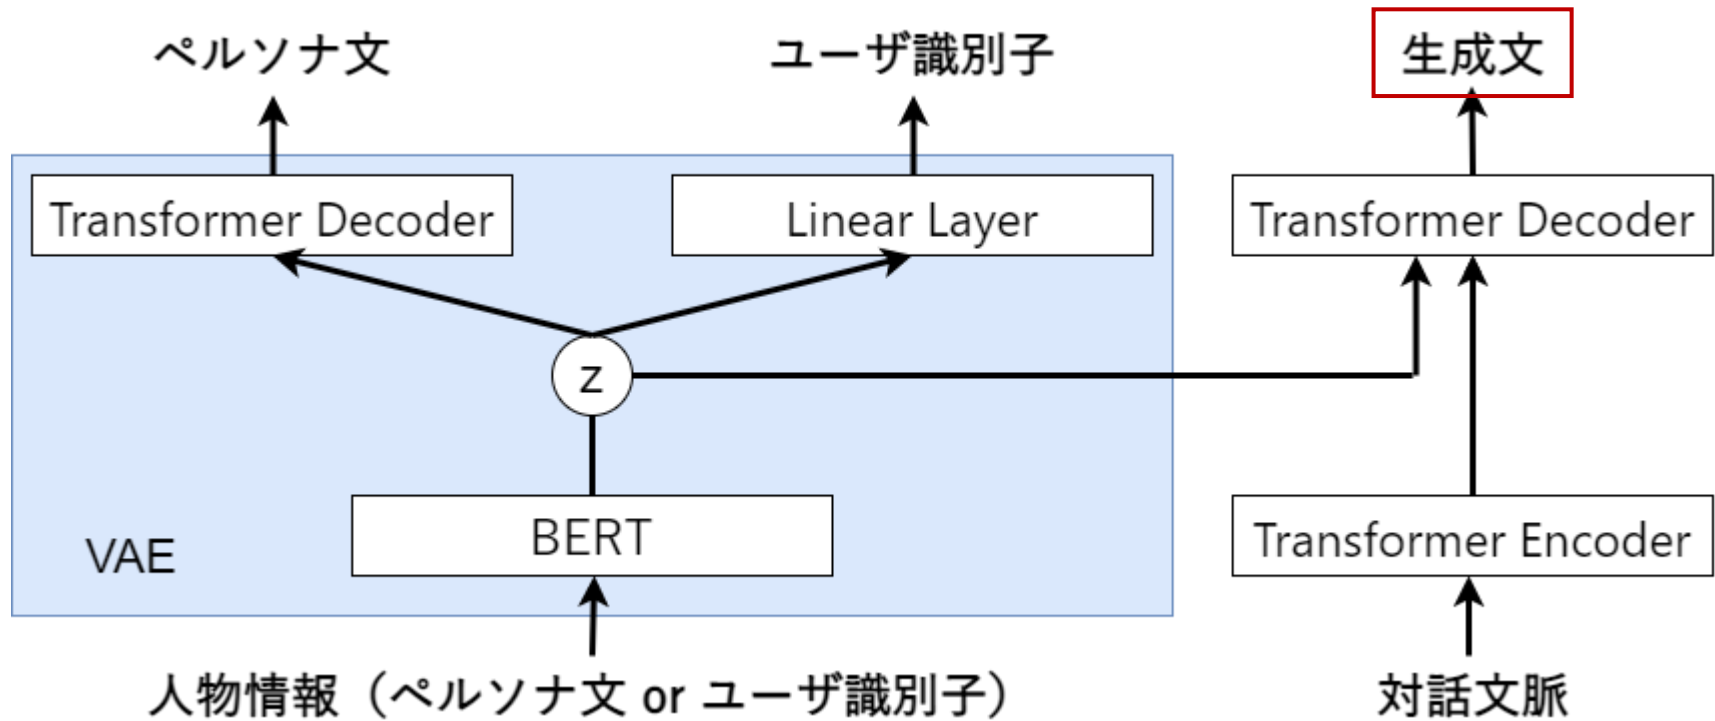 ペルソナ文
ユーザ識別子
生成文
Transformer Decoder
Linear Layer
Transformer Decoder
z
BERT
VAE
Transformer Encoder
人物情報（ペルソナ文 or ユーザ識別子）
対話文脈